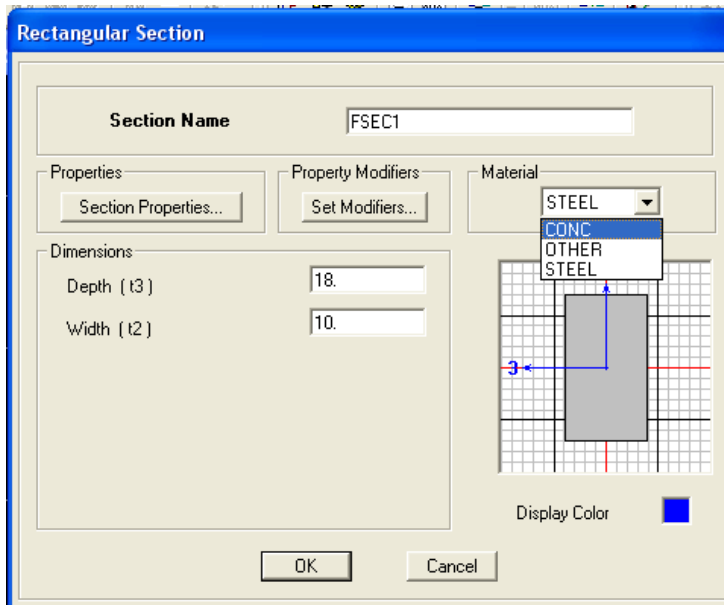 Rectangular Section
Section Name FSEC1
Properties Property Modifiers Material
Section Properties... Set Modifiers... STEEL
CONC
OTHER
STEEL
Dimensions
Depth ( t3 ) 18.
Width ( t2 ) 10.
3
Display Color
OK Cancel